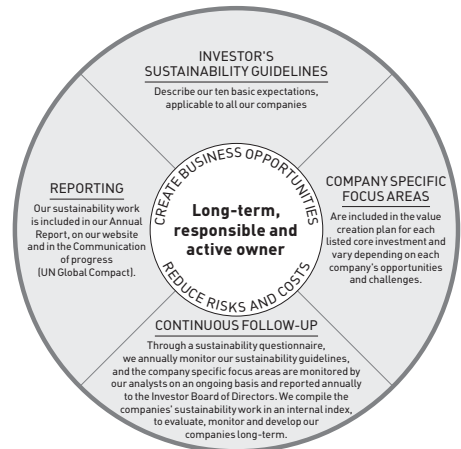 INVESTOR'S
SUSTAINABILITY GUIDELINES
Describe our ten basic expectations,
applicable to all our companies
CREATE BUSINESS OPPORTUNITIES
REPORTING
Our sustainability work
is included in our Annual
Report, on our website
and in the Communication
of progress
(UN Global Compact).
Long-term,
responsible and
active owner
COMPANY SPECIFIC
FOCUS AREAS
Are included in the value
creation plan for each
listed core investment and
vary depending on each
company's opportunities
and challenges.
REDUCE RISKS AND COSTS
CONTINUOUS FOLLOW-UP
Through a sustainability questionnaire,
we annually monitor our sustainability guidelines,
and the company specific focus areas are monitored by
our analysts on an ongoing basis and reported annually
to the Investor Board of Directors. We compile the
companies' sustainability work in an internal index,
to evaluate, monitor and develop our
companies long-term.